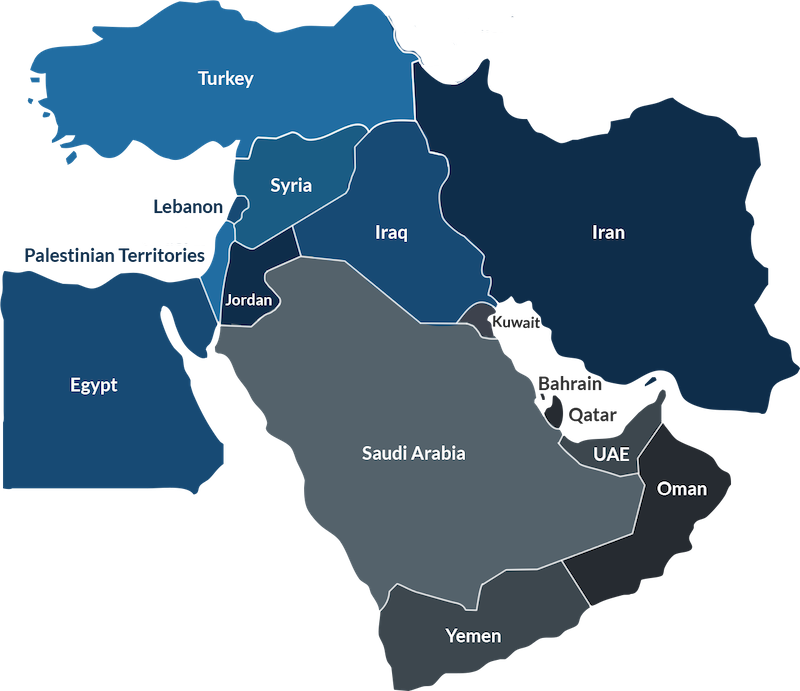 Turkey
Syria
Lebanon
Iraq
Iran
Palestinian Territories
Jordan
Kuwait
Egypt
Bahrain
Qatar
Saudi Arabia
UAE
Oman
Yemen